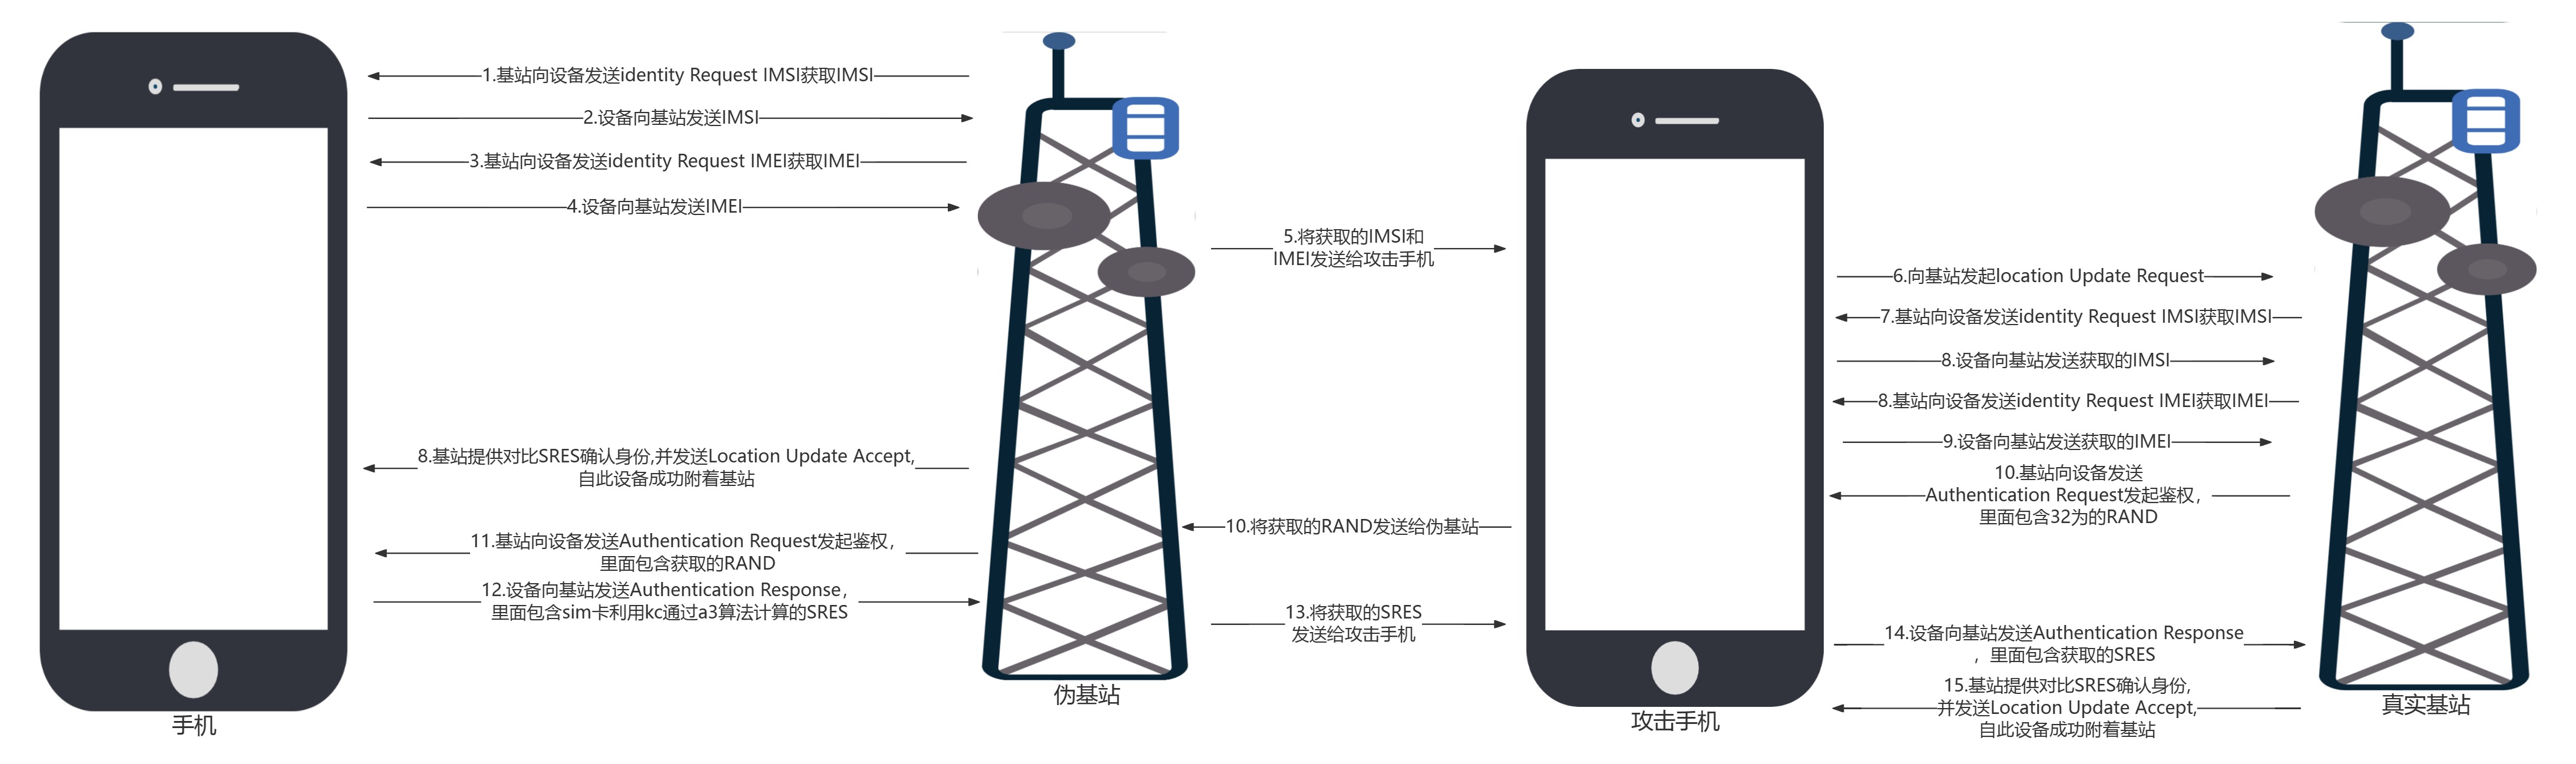 1.基站向设备发送identity Request IMSI获取IMSI
2.设备向基站发送IMSI
3.基站向设备发送identity Request IMEI获取IMEI
4.设备向基站发送IMEI
5.将获取的IMSI和
IMEI发送给攻击手机
6.向基站发起location Update Request
7.基站向设备发送identity Request IMSI获取IMSI
8.设备向基站发送获取的IMSI
8.基站向设备发送identity Request IMEI获取IMEI
9.设备向基站发送获取的IMEI
10.基站向设备发送
Authentication Request发起鉴权，
里面包含32为的RAND
8.基站提供对比SRES确认身份,并发送Location Update Accept,
自此设备成功附着基站
10.将获取的RAND发送给伪基站
11.基站向设备发送Authentication Request发起鉴权，
里面包含获取的RAND
12.设备向基站发送Authentication Response，
里面包含sim卡利用kc通过a3算法计算的SRES
13.将获取的SRES
发送给攻击手机
14.设备向基站发送Authentication Response
，里面包含获取的SRES
15.基站提供对比SRES确认身份,
并发送Location Update Accept,
自此设备成功附着基站
手机
伪基站
攻击手机
真实基站